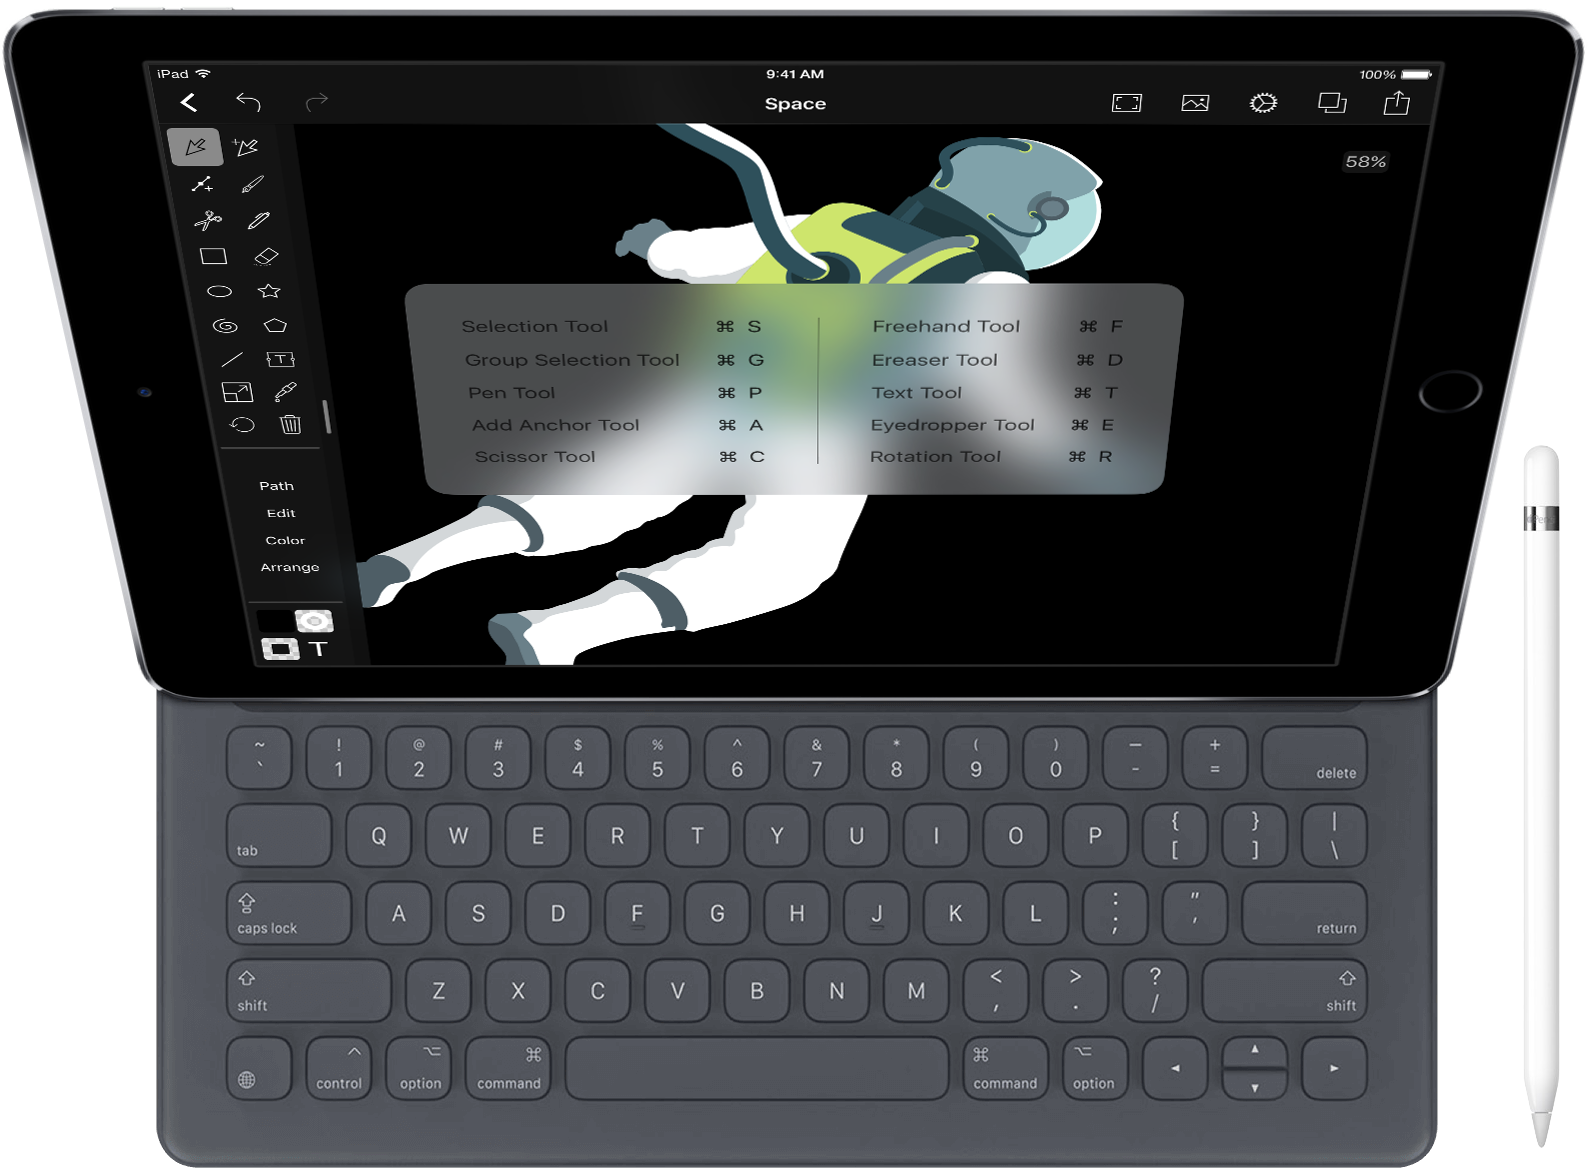 iPad 9:41 AM 100%
Space
58%
Selection Tool ⌘ S Freehand Tool ⌘ F
Group Selection Tool ⌘ G Ereaser Tool ⌘ D
Pen Tool ⌘ P Text Tool ⌘ T
Add Anchor Tool ⌘ A Eyedropper Tool ⌘ E
Scissor Tool ⌘ C Rotation Tool ⌘ R
T
Path
Edit
Color
Arrange
T
~ ! @ # $ % ^ & * ( ) — +
` 1 2 3 4 5 6 7 8 9 0 - = delete
tab Q W E R T Y U I O P { [ } ] | \
caps lock A S D F G H J K L : ; " ' return
shift Z X C V B N M < , > . ? / shift
^ ⌥ ⌘ ⌘ ⌥ ▲
control option command command option ◄ ▼ ►